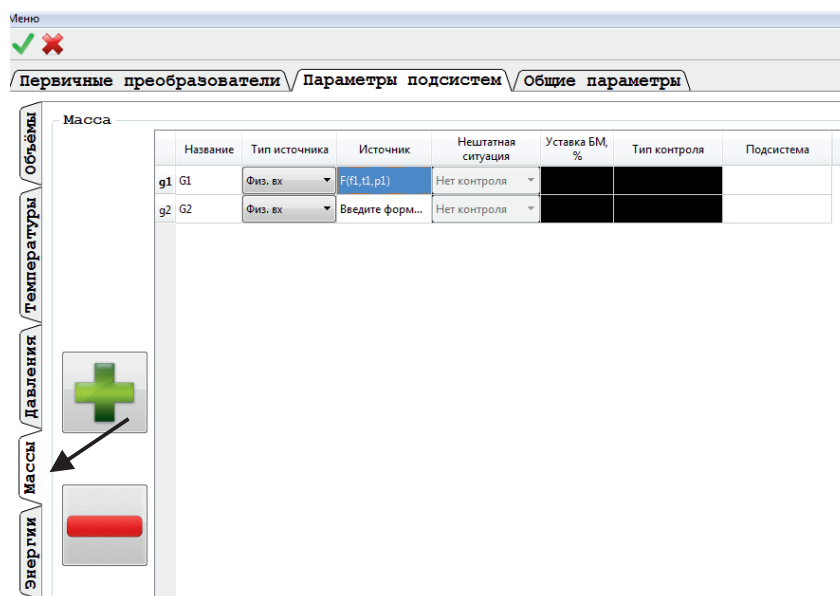 Меню
Первичные преобразователи Параметры подсистем Общие параметры
Объёмы
Температуры
Давления
Массы
Энергии
Масса
Название Тип источника Источник Нештатная ситуация Уставка БМ, % Тип контроля Подсистема
g1 G1 Физ. вх F(f1,t1,p1) Нет контроля
g2 G2 Физ. вх Введите форм... Нет контроля